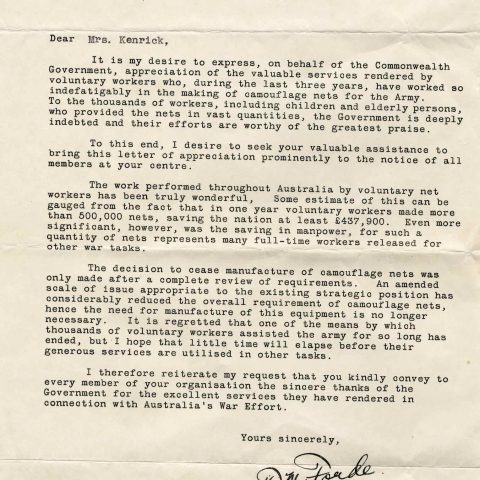 Dear Mrs. Kenrick,
It is my desire to express, on behalf of the Commonwealth
Government, appreciation of the valuable services rendered by
voluntary workers who, during the last three years, have worked so
indefatigably in the making of camouflage nets for the Army.
To the thousands of workers, including children and elderly persons,
who provided the nets in vast quantities, the Government is deeply
indebted and their efforts are worthy of the greatest praise.
To this end, I desire to seek your valuable assistance to
bring this letter of appreciation prominently to the notice of all
members at your centre.
The work performed throughout Australia by voluntary net
workers has been truly wonderful, Some estimate of this can be
gauged from the fact that in one year voluntary workers made more
than 500,000 nets, saving the nation at least £437,900. Even more
significant, however, was the saving in manpower, for such a
quantity of nets represents many full-time workers released for
other war tasks.
The decision to cease manufacture of camouflage nets was
only made after a complete review of requirements. An amended
scale of issue appropriate to the existing strategic position has
considerably reduced the overall requirement of camouflage nets,
hence the need for manufacture of this equipment is no longer
necessary. It is regretted that one of the means by which
thousands of voluntary workers assisted the army for so long has
ended, but I hope that little time will elapse before their
generous services are utilised in other tasks.
I therefore reiterate my request that you kindly convey to
every member of your organisation the sincere thanks of the
Government for the excellent services they have rendered in
connection with Australia's War Effort.
Yours sincerely,
Forde